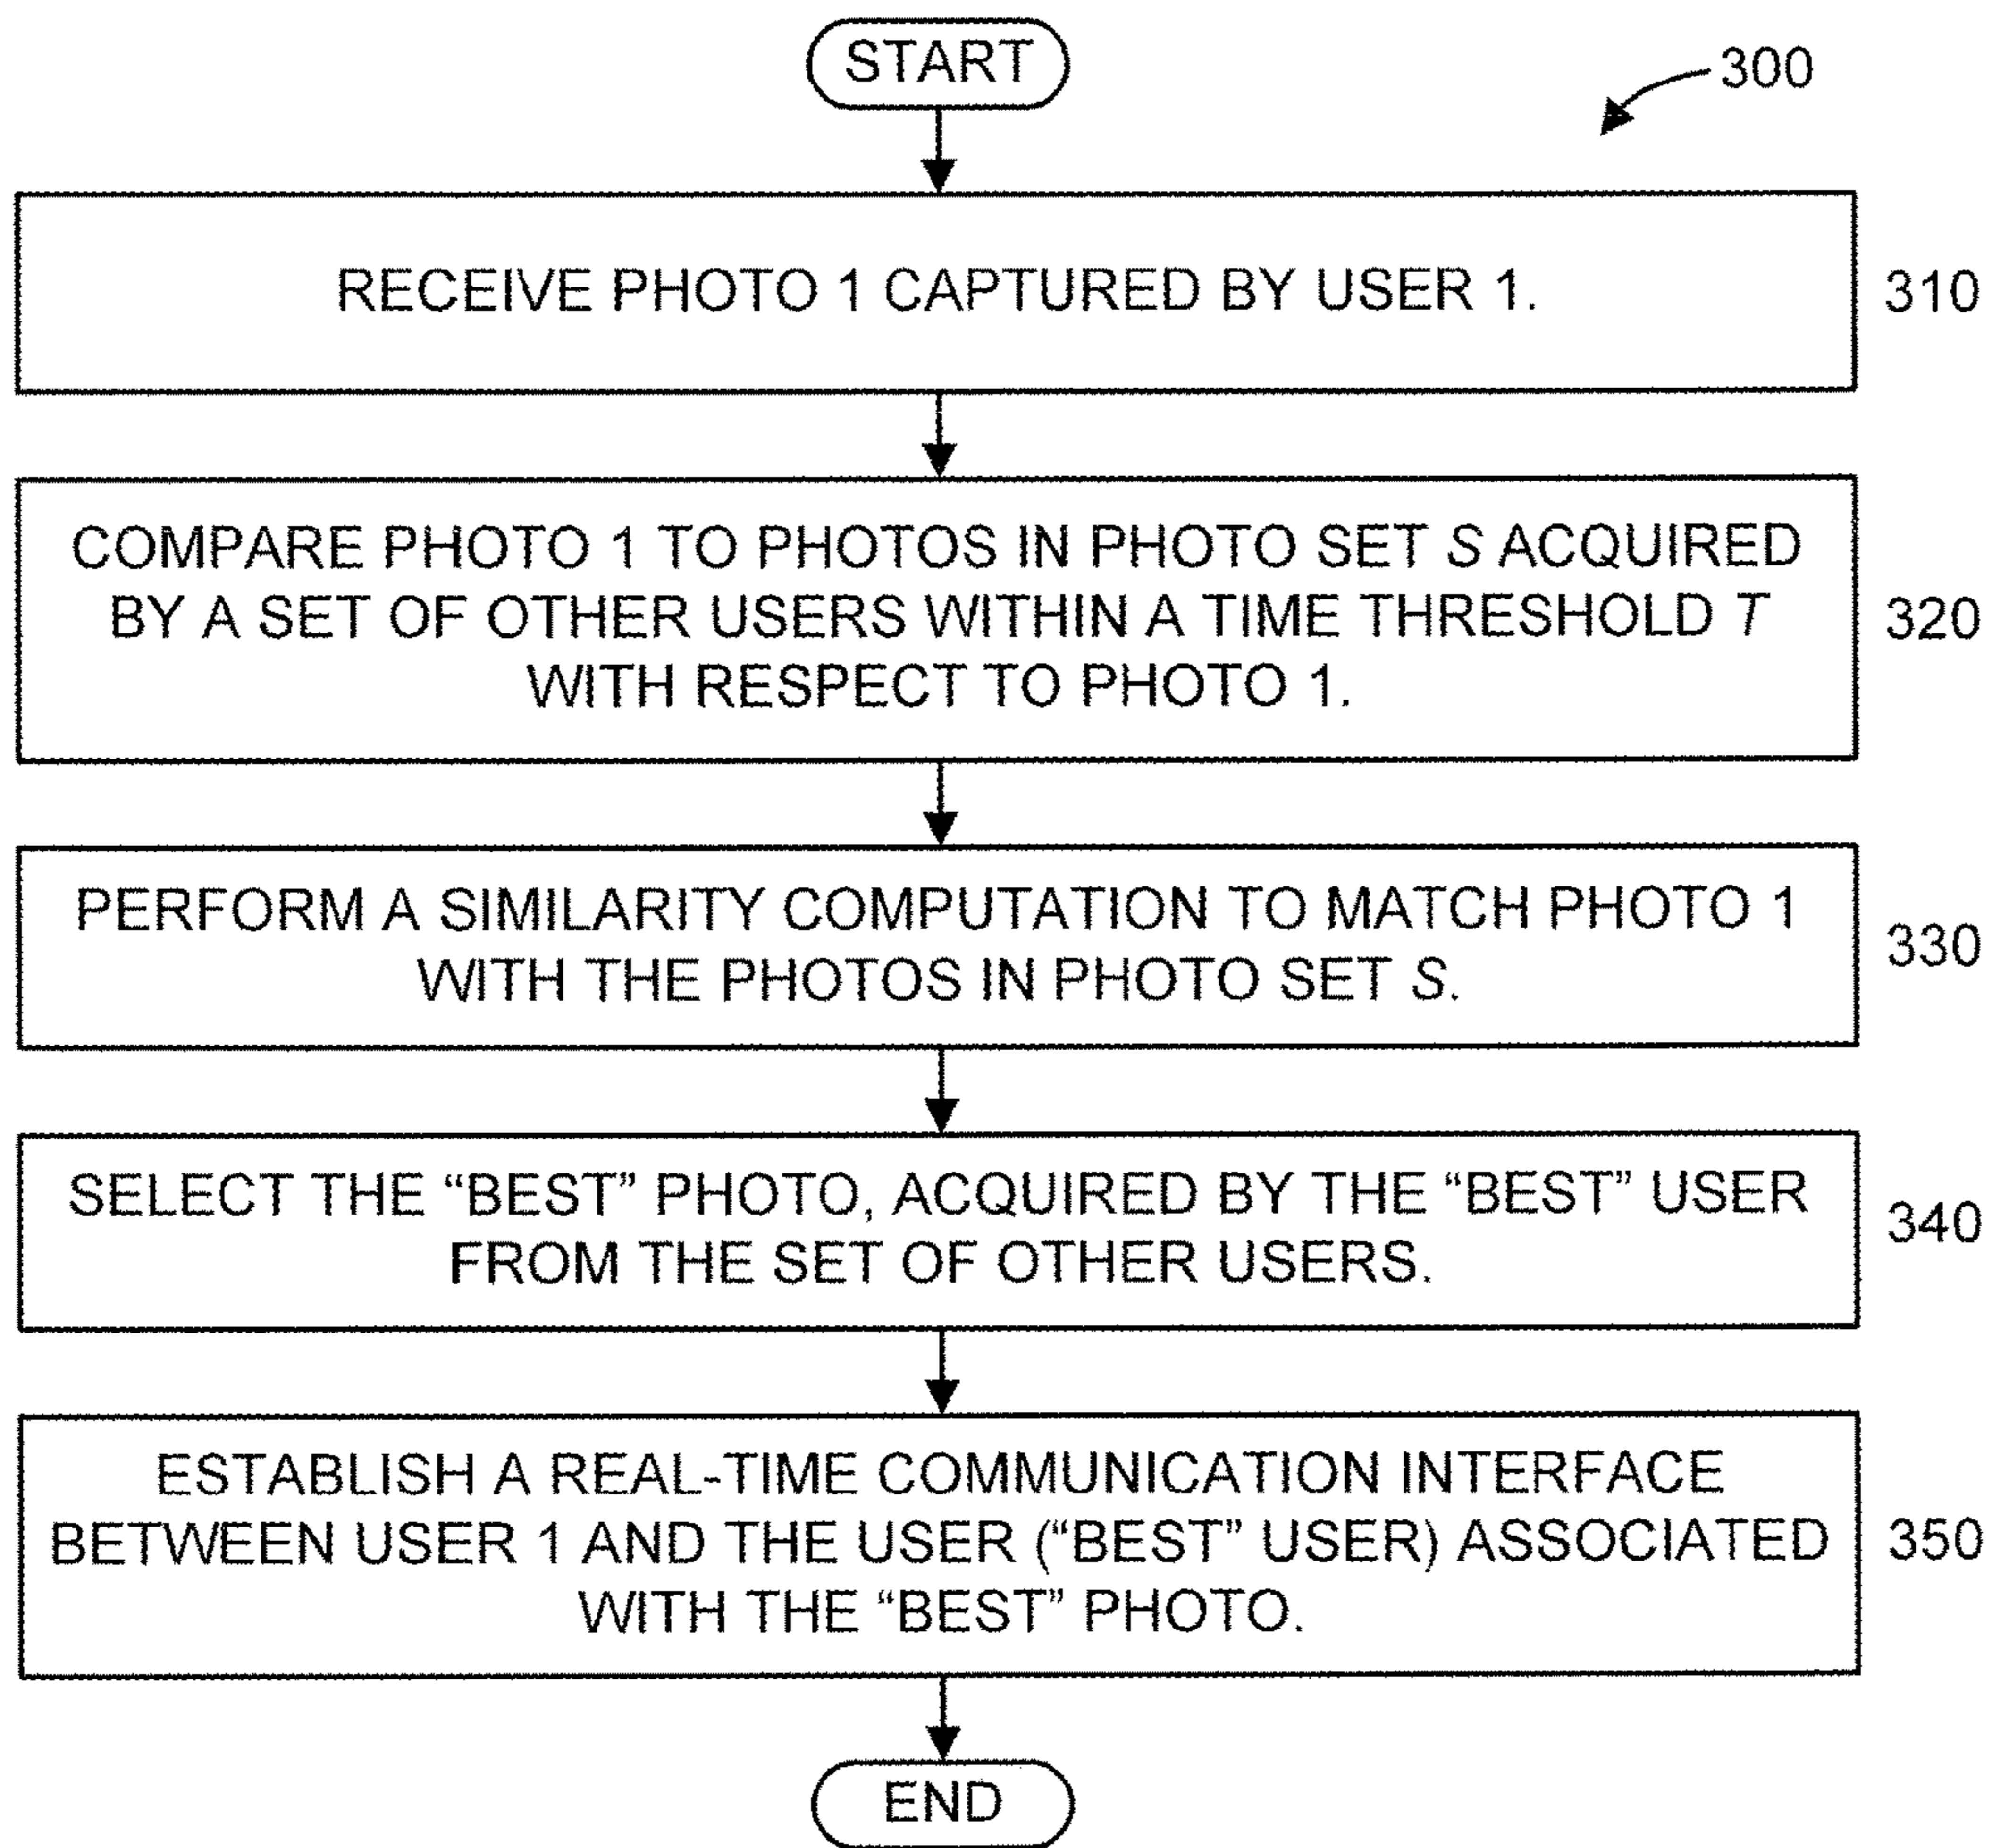 START
300
RECEIVE PHOTO 1 CAPTURED BY USER 1.
310
COMPARE PHOTO 1 TO PHOTOS IN PHOTO SET S ACQUIRED
BY A SET OF OTHER USERS WITHIN A TIME THRESHOLD T
WITH RESPECT TO PHOTO 1.
320
PERFORM A SIMILARITY COMPUTATION TO MATCH PHOTO 1
WITH THE PHOTOS IN PHOTO SET S.
330
SELECT THE “BEST” PHOTO, ACQUIRED BY THE “BEST” USER
FROM THE SET OF OTHER USERS.
340
ESTABLISH A REAL-TIME COMMUNICATION INTERFACE
BETWEEN USER 1 AND THE USER (“BEST” USER) ASSOCIATED
WITH THE “BEST” PHOTO.
350
END